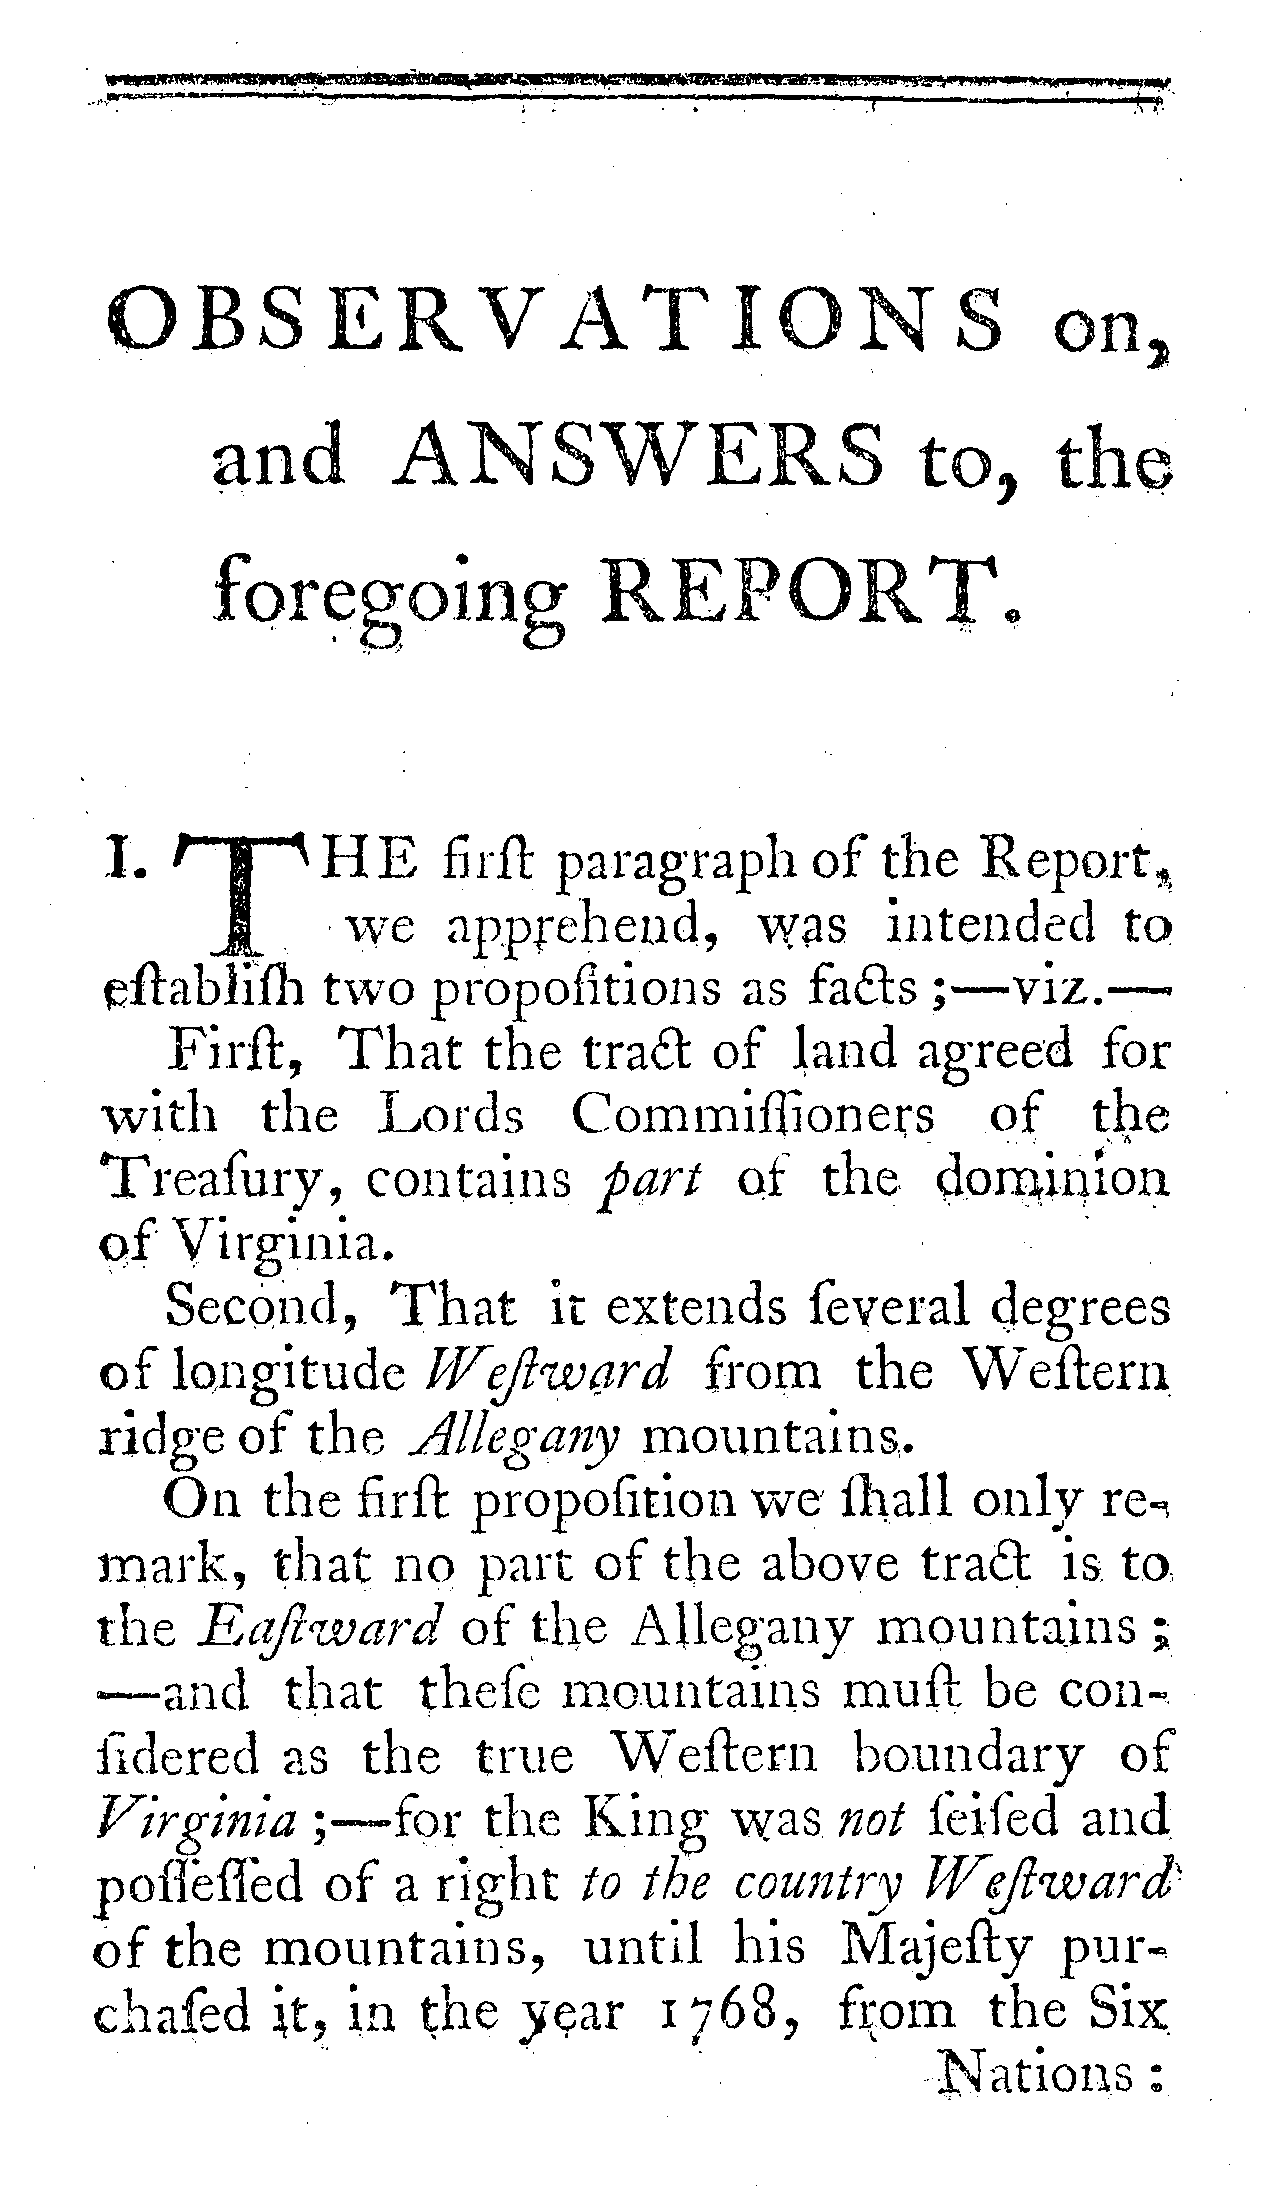 OBSERVATIONS on,
and ANSWERS to, the
foregoing REPORT.
I. THE firſt paragraph of the Report,
we apprehend, was intended to
eſtabliſh two propoſitions as facts ;—viz.—
Firſt, That the tract of land agreed for
with the Lords Commiſſioners of the
Treaſury, contains part of the dominion
of Virginia.
Second, That it extends ſeveral degrees
of longitude Weſtward from the Weſtern
ridge of the Allegany mountains.
On the firſt propoſition we ſhall only re-
mark, that no part of the above tract is to
the Eaſtward of the Allegany mountains ;
—and that theſe mountains muſt be con-
ſidered as the true Weſtern boundary of
Virginia ;—for the King was not ſeiſed and
poſſeſſed of a right to the country Weſtward
of the mountains, until his Majeſty pur-
chaſed it, in the year 1768, from the Six
Nations :